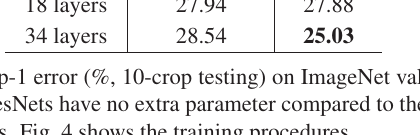 18 layers 27.94 27.88
34 layers 28.54 25.03
p-1 error (%, 10-crop testing) on ImageNet val
esNets have no extra parameter compared to the
s. Fig. 4 shows the training procedures.